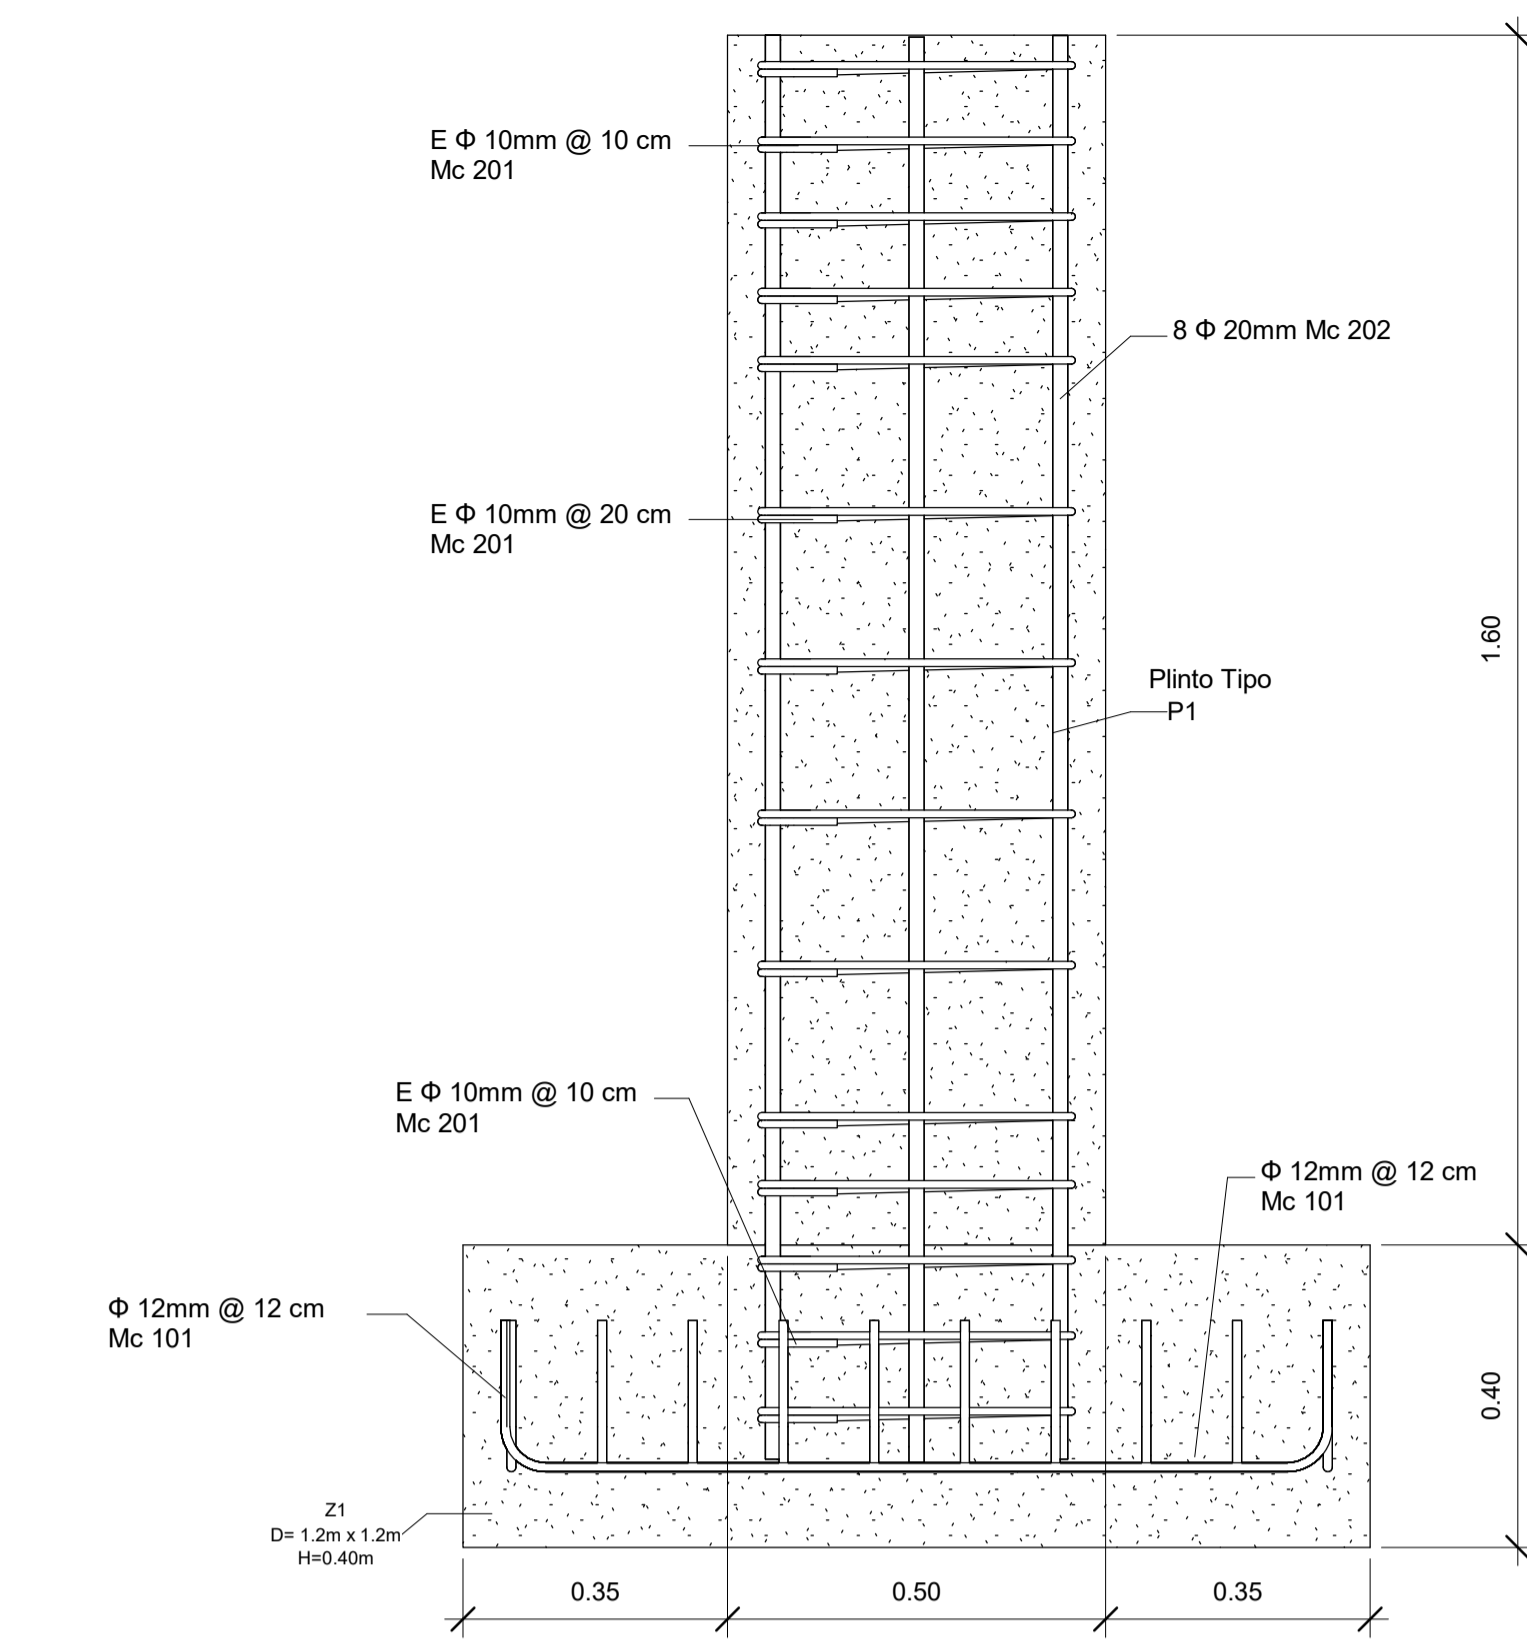 E Φ 10mm @ 10 cm
Mc 201
8 Φ 20mm Mc 202
E Φ 10mm @ 20 cm
Mc 201
1.60
Plinto Tipo
P1
E Φ 10mm @ 10 cm
Mc 201
Φ 12mm @ 12 cm
Mc 101
Φ 12mm @ 12 cm
Mc 101
0.40
Z1
D= 1.2m x 1.2m
H=0.40m
0.35
0.50
0.35